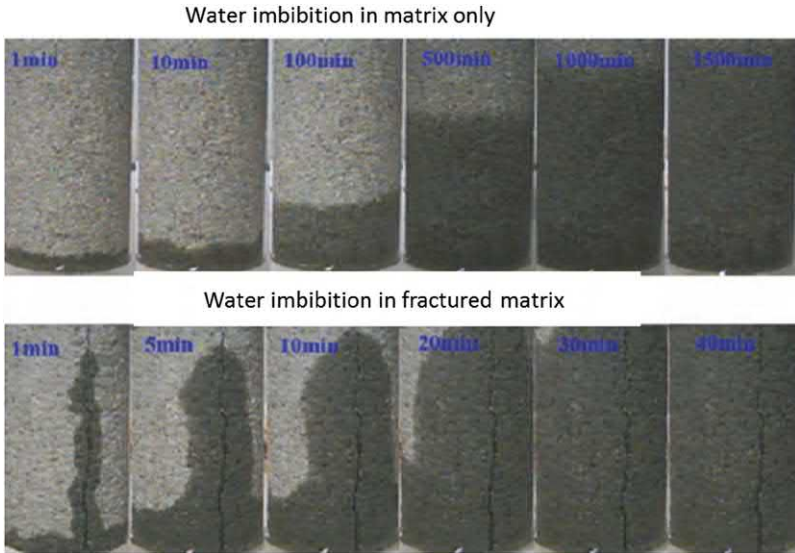 Water imbibition in matrix only
1min 10min 100min 500min 1000min 1500min
Water imbibition in fractured matrix
1min 5min 10min 20min 30min 40min